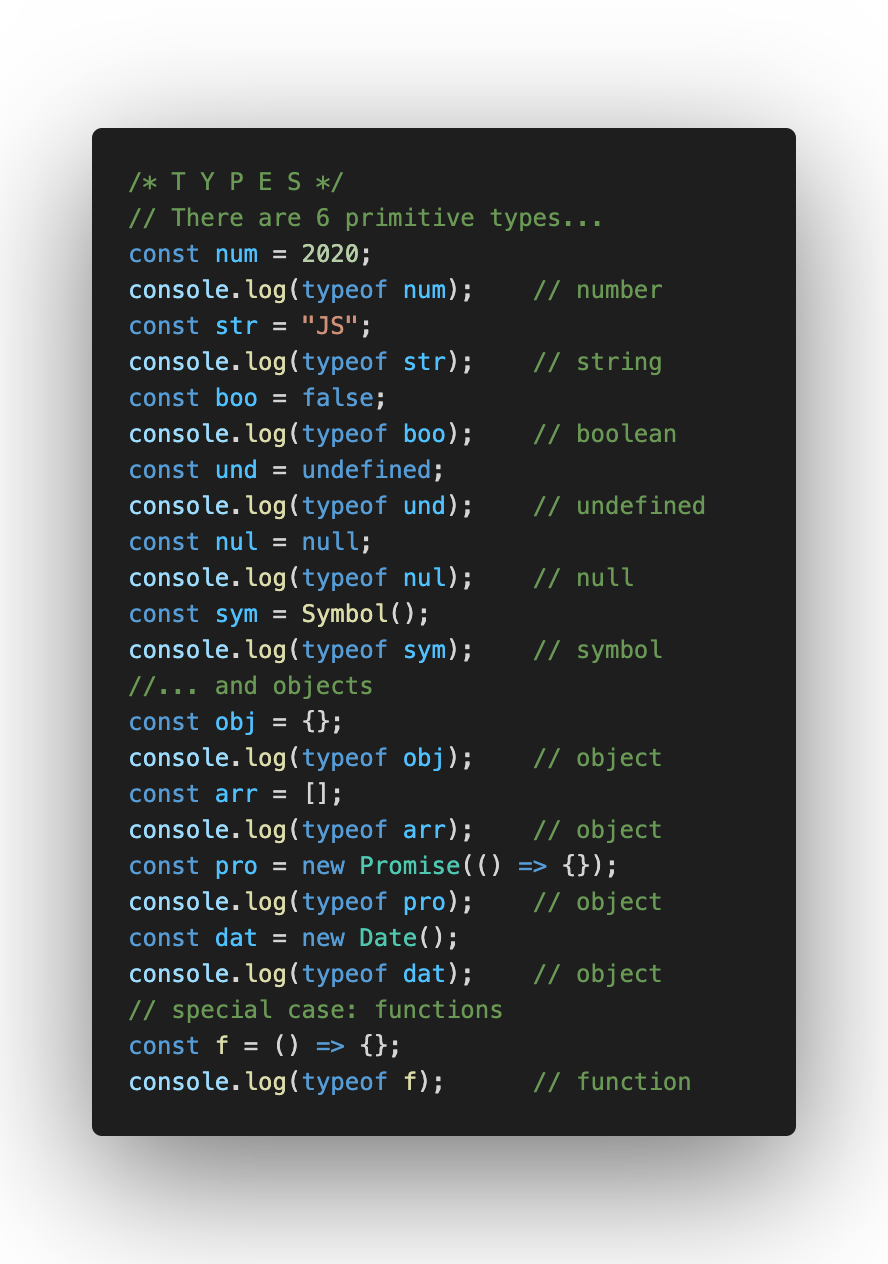 /* T Y P E S */
// There are 6 primitive types...
const num = 2020;
console.log(typeof num);    // number
const str = "JS";
console.log(typeof str);    // string
const boo = false;
console.log(typeof boo);    // boolean
const und = undefined;
console.log(typeof und);    // undefined
const nul = null;
console.log(typeof nul);    // null
const sym = Symbol();
console.log(typeof sym);    // symbol
//... and objects
const obj = {};
console.log(typeof obj);    // object
const arr = [];
console.log(typeof arr);    // object
const pro = new Promise(() => {});
console.log(typeof pro);    // object
const dat = new Date();
console.log(typeof dat);    // object
// special case: functions
const f = () => {};
console.log(typeof f);      // function